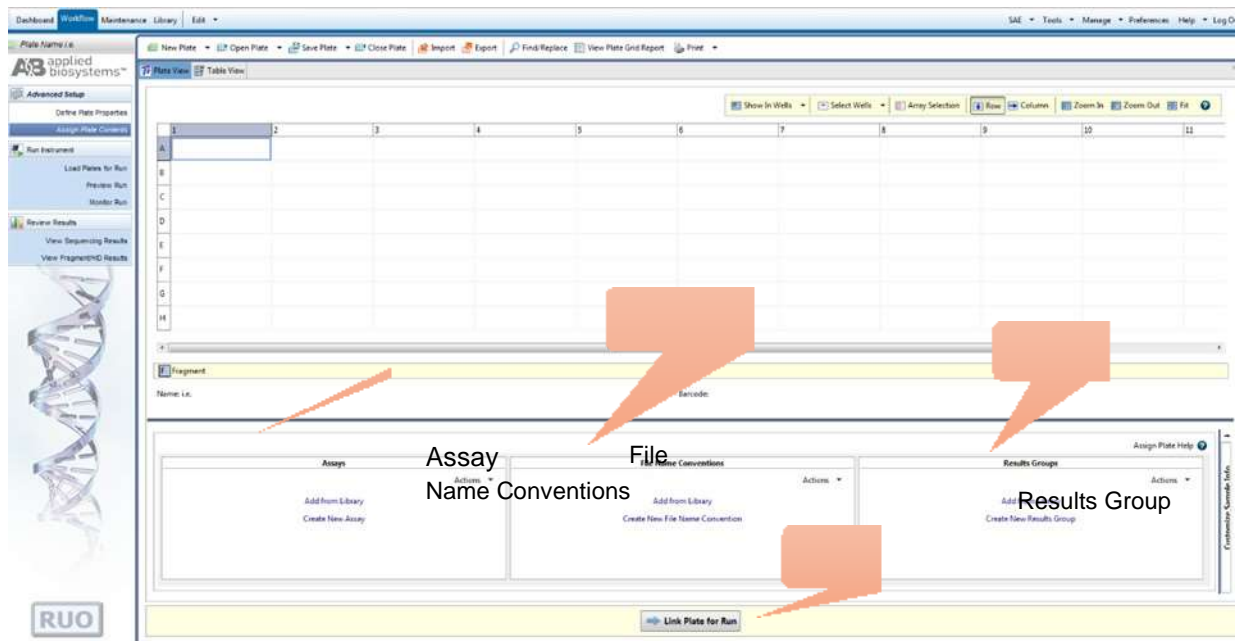 Dashboard Workflow Maintenance Library Edit SAE Tools Manage Preferences Help Log O
Plate Name i.e.
New Plate Open Plate Save Plate Close Plate Import Export Find/Replace View Plate Grid Report Print
AB applied biosystems™
Plate View Table View
Advanced Setup
Define Plate Properties
Assign Plate Contents
Run Instrument
Load Plates for Run
Preview Run
Monitor Run
Review Results
View Sequencing Results
View Fragment/HID Results
Show In Wells Select Wells Array Selection Row Column Zoom In Zoom Out Fit
1 2 3 4 5 6 7 8 9 10 11
A
B
C
D
E
F
G
H
Fragment
Name: i.e. Barcode:
Assign Plate Help
Assays File Name Conventions Results Groups
Assay File
Name Conventions
Results Group
Actions Actions Actions
Add from Library Add from Library Add
Create New Assay Create New File Name Convention Create New Results Group
Customize Sample Info
Link Plate for Run
RUO